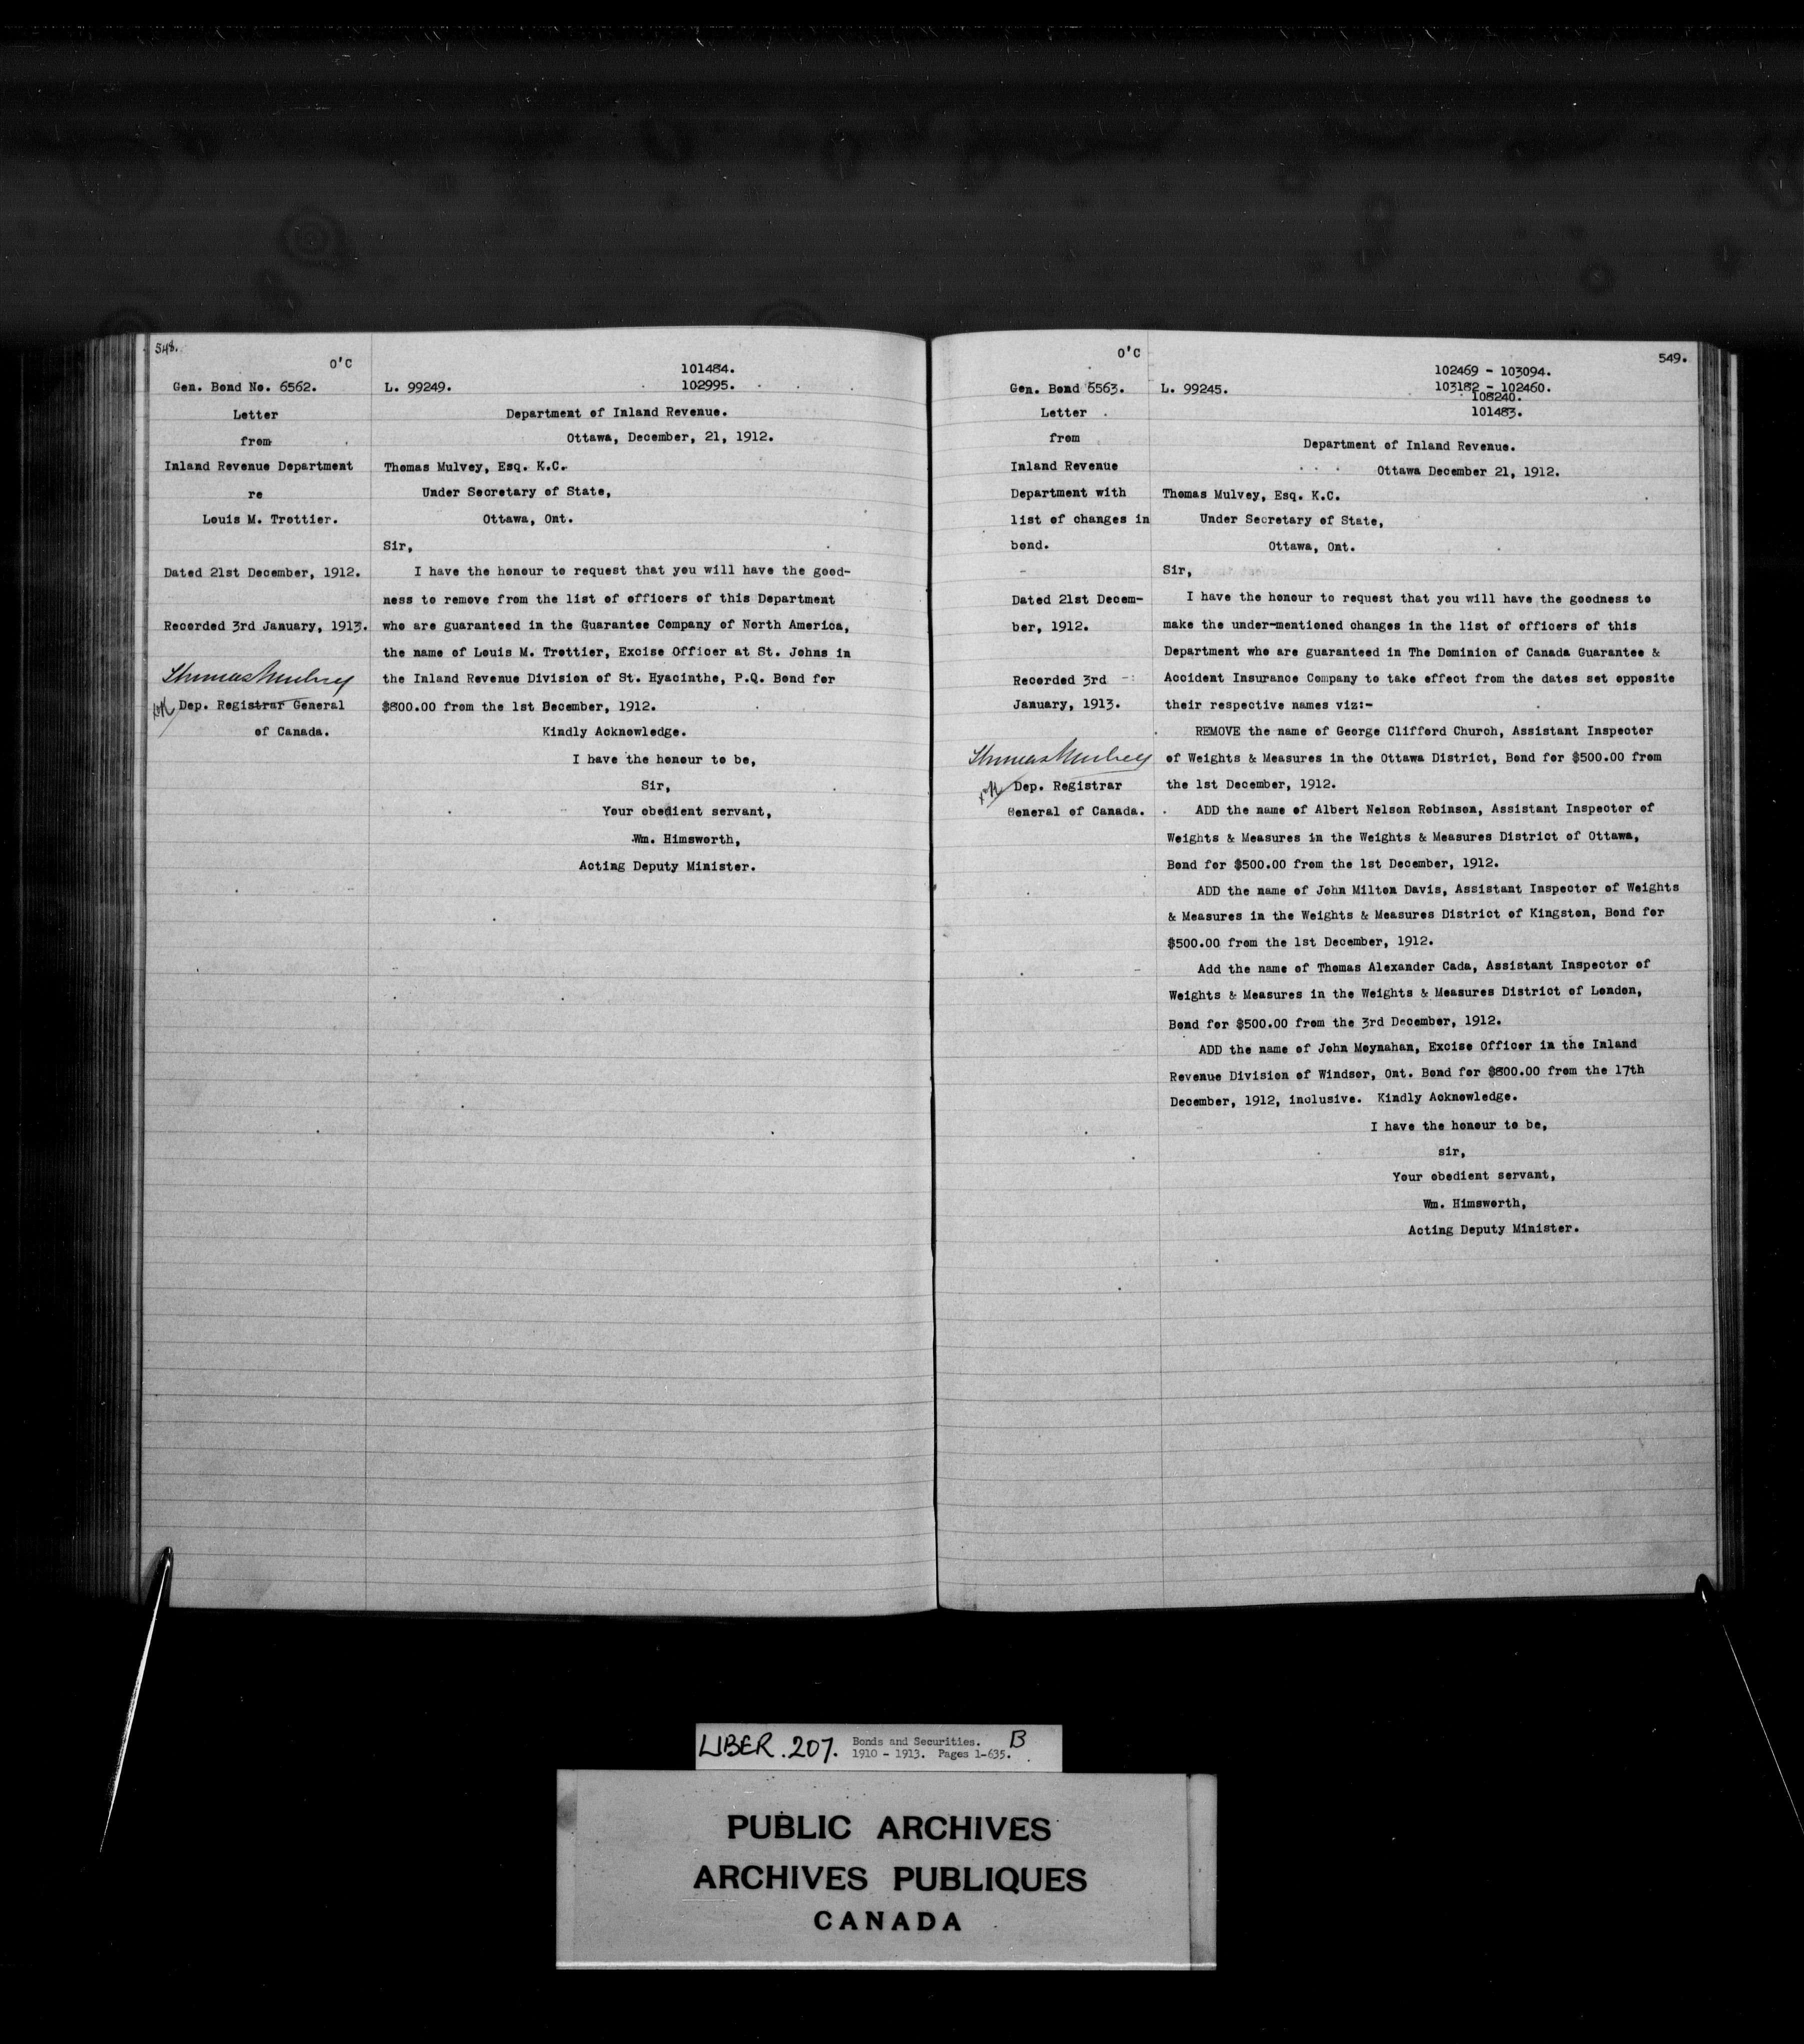 548.
O'C
Gen. Bond No. 6562.
Letter
from
Inland Revenue Department
re
Louis M. Trottier.
Dated 21st December, 1912.
Recorded 3rd January, 1913.
Thomas Mulvey
Dep. Registrar General
of Canada.
101484.
L. 99249. 102995.
Department of Inland Revenue.
Ottawa, December, 21, 1912.
Thomas Mulvey, Esq. K.C.
Under Secretary of State,
Ottawa, Ont.
Sir,
I have the honour to request that you will have the good-
ness to remove from the list of officers of this Department
who are guaranteed in the Guarantee Company of North America,
the name of Louis M. Trottier, Excise Officer at St. Johns in
the Inland Revenue Division of St. Hyacinthe, P.Q. Bond for
$800.00 from the 1st December, 1912.
Kindly Acknowledge.
I have the honour to be,
Sir,
Your obedient servant,
Wm. Himsworth,
Acting Deputy Minister.
549.
O'C
Gen. Bond 6563.
Letter
from
Inland Revenue
Department with
list of changes in
bond.
Dated 21st Decem-
ber, 1912.
Recorded 3rd
January, 1913.
Thomas Mulvey
Dep. Registrar
General of Canada.
102469 - 103094.
L. 99245. 103182 - 102460.
108240.
101483.
Department of Inland Revenue.
Ottawa December 21, 1912.
Thomas Mulvey, Esq. K.C.
Under Secretary of State,
Ottawa, Ont.
Sir,
I have the honour to request that you will have the goodness to
make the under-mentioned changes in the list of officers of this
Department who are guaranteed in The Dominion of Canada Guarantee &
Accident Insurance Company to take effect from the dates set opposite
their respective names viz:-
REMOVE the name of George Clifford Church, Assistant Inspector
of Weights & Measures in the Ottawa District, Bond for $500.00 from
the 1st December, 1912.
ADD the name of Albert Nelson Robinson, Assistant Inspector of
Weights & Measures in the Weights & Measures District of Ottawa,
Bond for $500.00 from the 1st December, 1912.
ADD the name of John Milton Davis, Assistant Inspector of Weights
& Measures in the Weights & Measures District of Kingston, Bond for
$500.00 from the 1st December, 1912.
Add the name of Thomas Alexander Cada, Assistant Inspector of
Weights & Measures in the Weights & Measures District of London,
Bond for $500.00 from the 3rd December, 1912.
ADD the name of John Moynahan, Excise Officer in the Inland
Revenue Division of Windsor, Ont. Bond for $800.00 from the 17th
December, 1912, inclusive. Kindly Acknowledge.
I have the honour to be,
sir,
Your obedient servant,
Wm. Himsworth,
Acting Deputy Minister.
LIBER. 207. Bonds and Securities. B
1910 - 1913. Pages 1-635.
PUBLIC ARCHIVES
ARCHIVES PUBLIQUES
CANADA